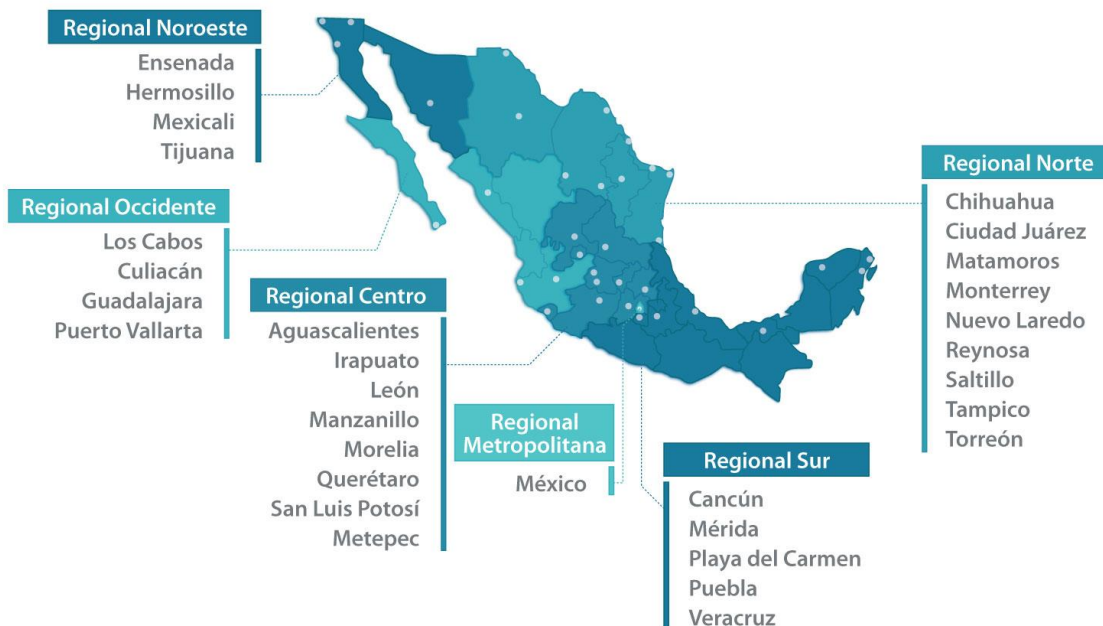 Regional Noroeste
Ensenada
Hermosillo
Mexicali
Tijuana
Regional Occidente
Los Cabos
Culiacán
Guadalajara
Puerto Vallarta
Regional Centro
Aguascalientes
Irapuato
León
Manzanillo
Morelia
Querétaro
San Luis Potosí
Metepec
Regional
Metropolitana
México
Regional Sur
Cancún
Mérida
Playa del Carmen
Puebla
Veracruz
Regional Norte
Chihuahua
Ciudad Juárez
Matamoros
Monterrey
Nuevo Laredo
Reynosa
Saltillo
Tampico
Torreón